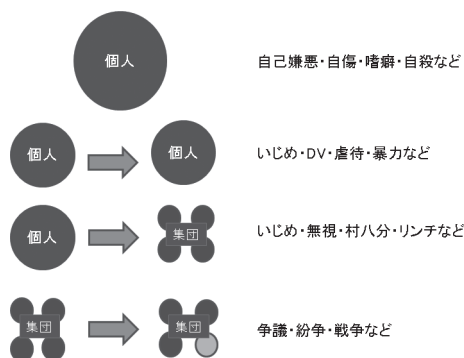 個人
自己嫌悪・自傷・嗜癖・自殺など
個人
個人
いじめ・DV・虐待・暴力など
個人
集団
いじめ・無視・村八分・リンチなど
集団
集団
争議・紛争・戦争など